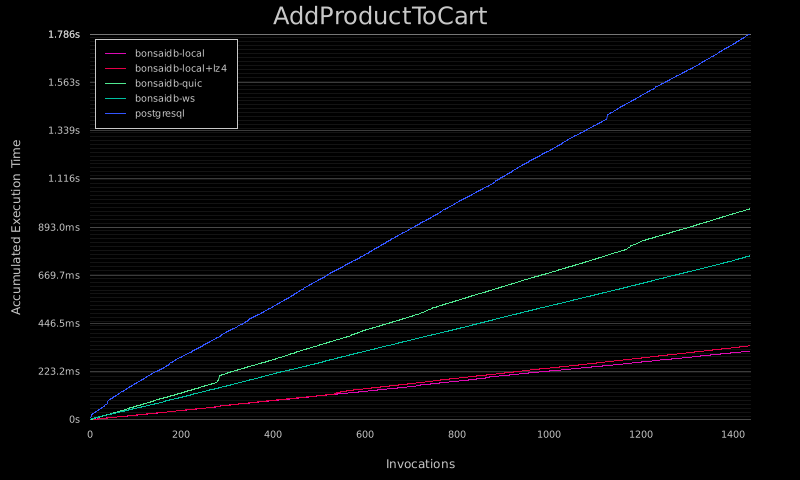 AddProductToCart
1.786s
1.563s
1.339s
1.116s
893.0ms
669.7ms
446.5ms
223.2ms
0s
Accumulated Execution Time
bonsaidb-local
bonsaidb-local+lz4
bonsaidb-quic
bonsaidb-ws
postgresql
0 200 400 600 800 1000 1200 1400
Invocations